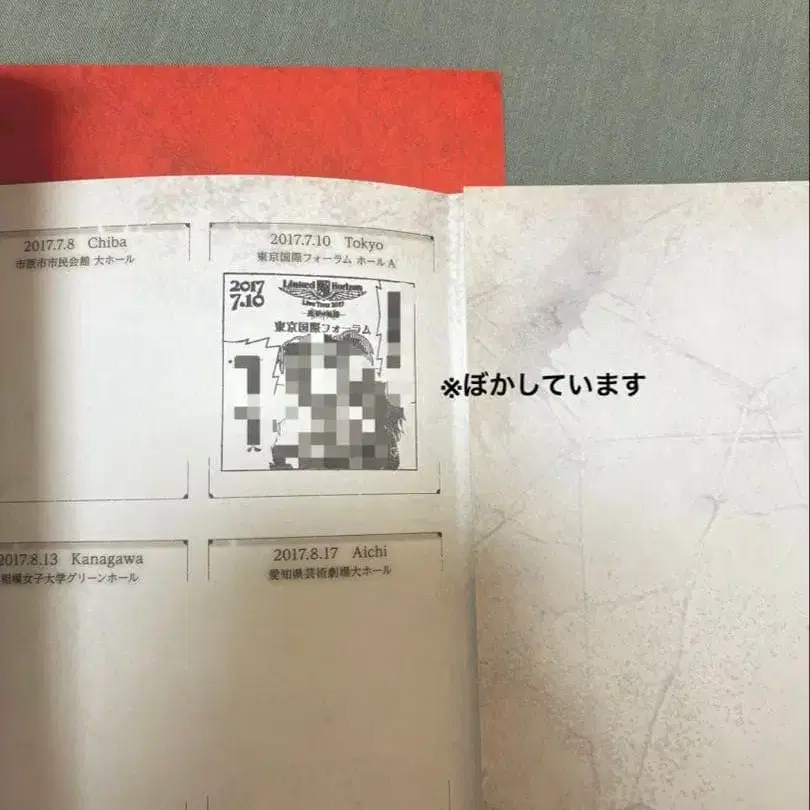 2017.7.8 Chiba
市原市市民会館 大ホール
2017.7.10 Tokyo
東京国際フォーラム ホールA
2017
7.10
Linked Horizon
Live Tour 2017
東京国際フォーラム
※ぼかしています
2017.8.13 Kanagawa
相模女子大学グリーンホール
2017.8.17 Aichi
愛知県芸術劇場大ホール